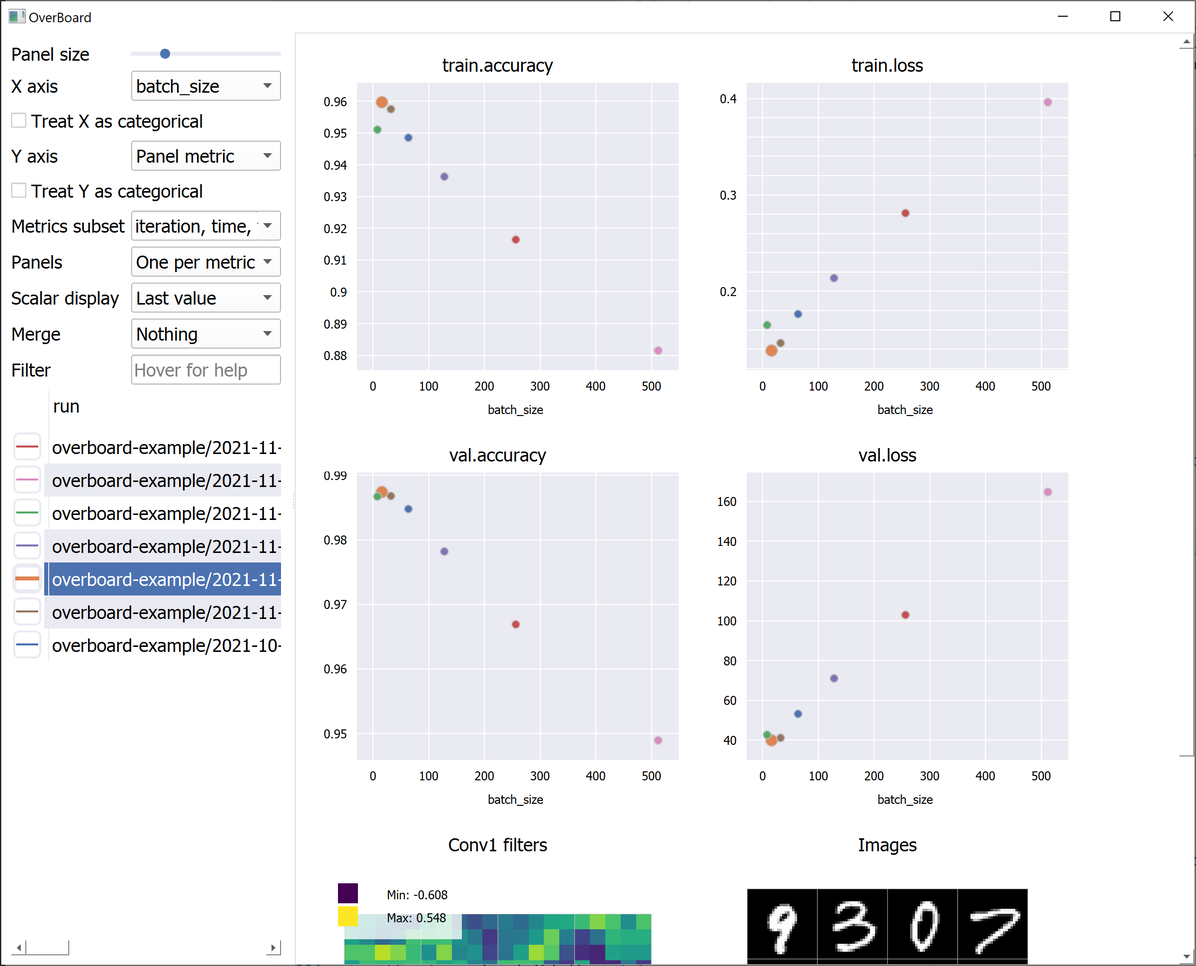 OverBoard
Panel size
X axis
batch_size
Treat X as categorical
Y axis
Panel metric
Treat Y as categorical
Metrics subset
iteration, time,
Panels
One per metric
Scalar display
Last value
Merge
Nothing
Filter
Hover for help
run
overboard-example/2021-11-
overboard-example/2021-11-
overboard-example/2021-11-
overboard-example/2021-11-
overboard-example/2021-11-
overboard-example/2021-11-
overboard-example/2021-10-
train.accuracy
0.96
0.95
0.94
0.93
0.92
0.91
0.9
0.89
0.88
0 100 200 300 400 500
batch_size
train.loss
0.4
0.3
0.2
0 100 200 300 400 500
batch_size
val.accuracy
0.99
0.98
0.97
0.96
0.95
0 100 200 300 400 500
batch_size
val.loss
160
140
120
100
80
60
40
0 100 200 300 400 500
batch_size
Conv1 filters
Min: -0.608
Max: 0.548
Images
9 3 0 7